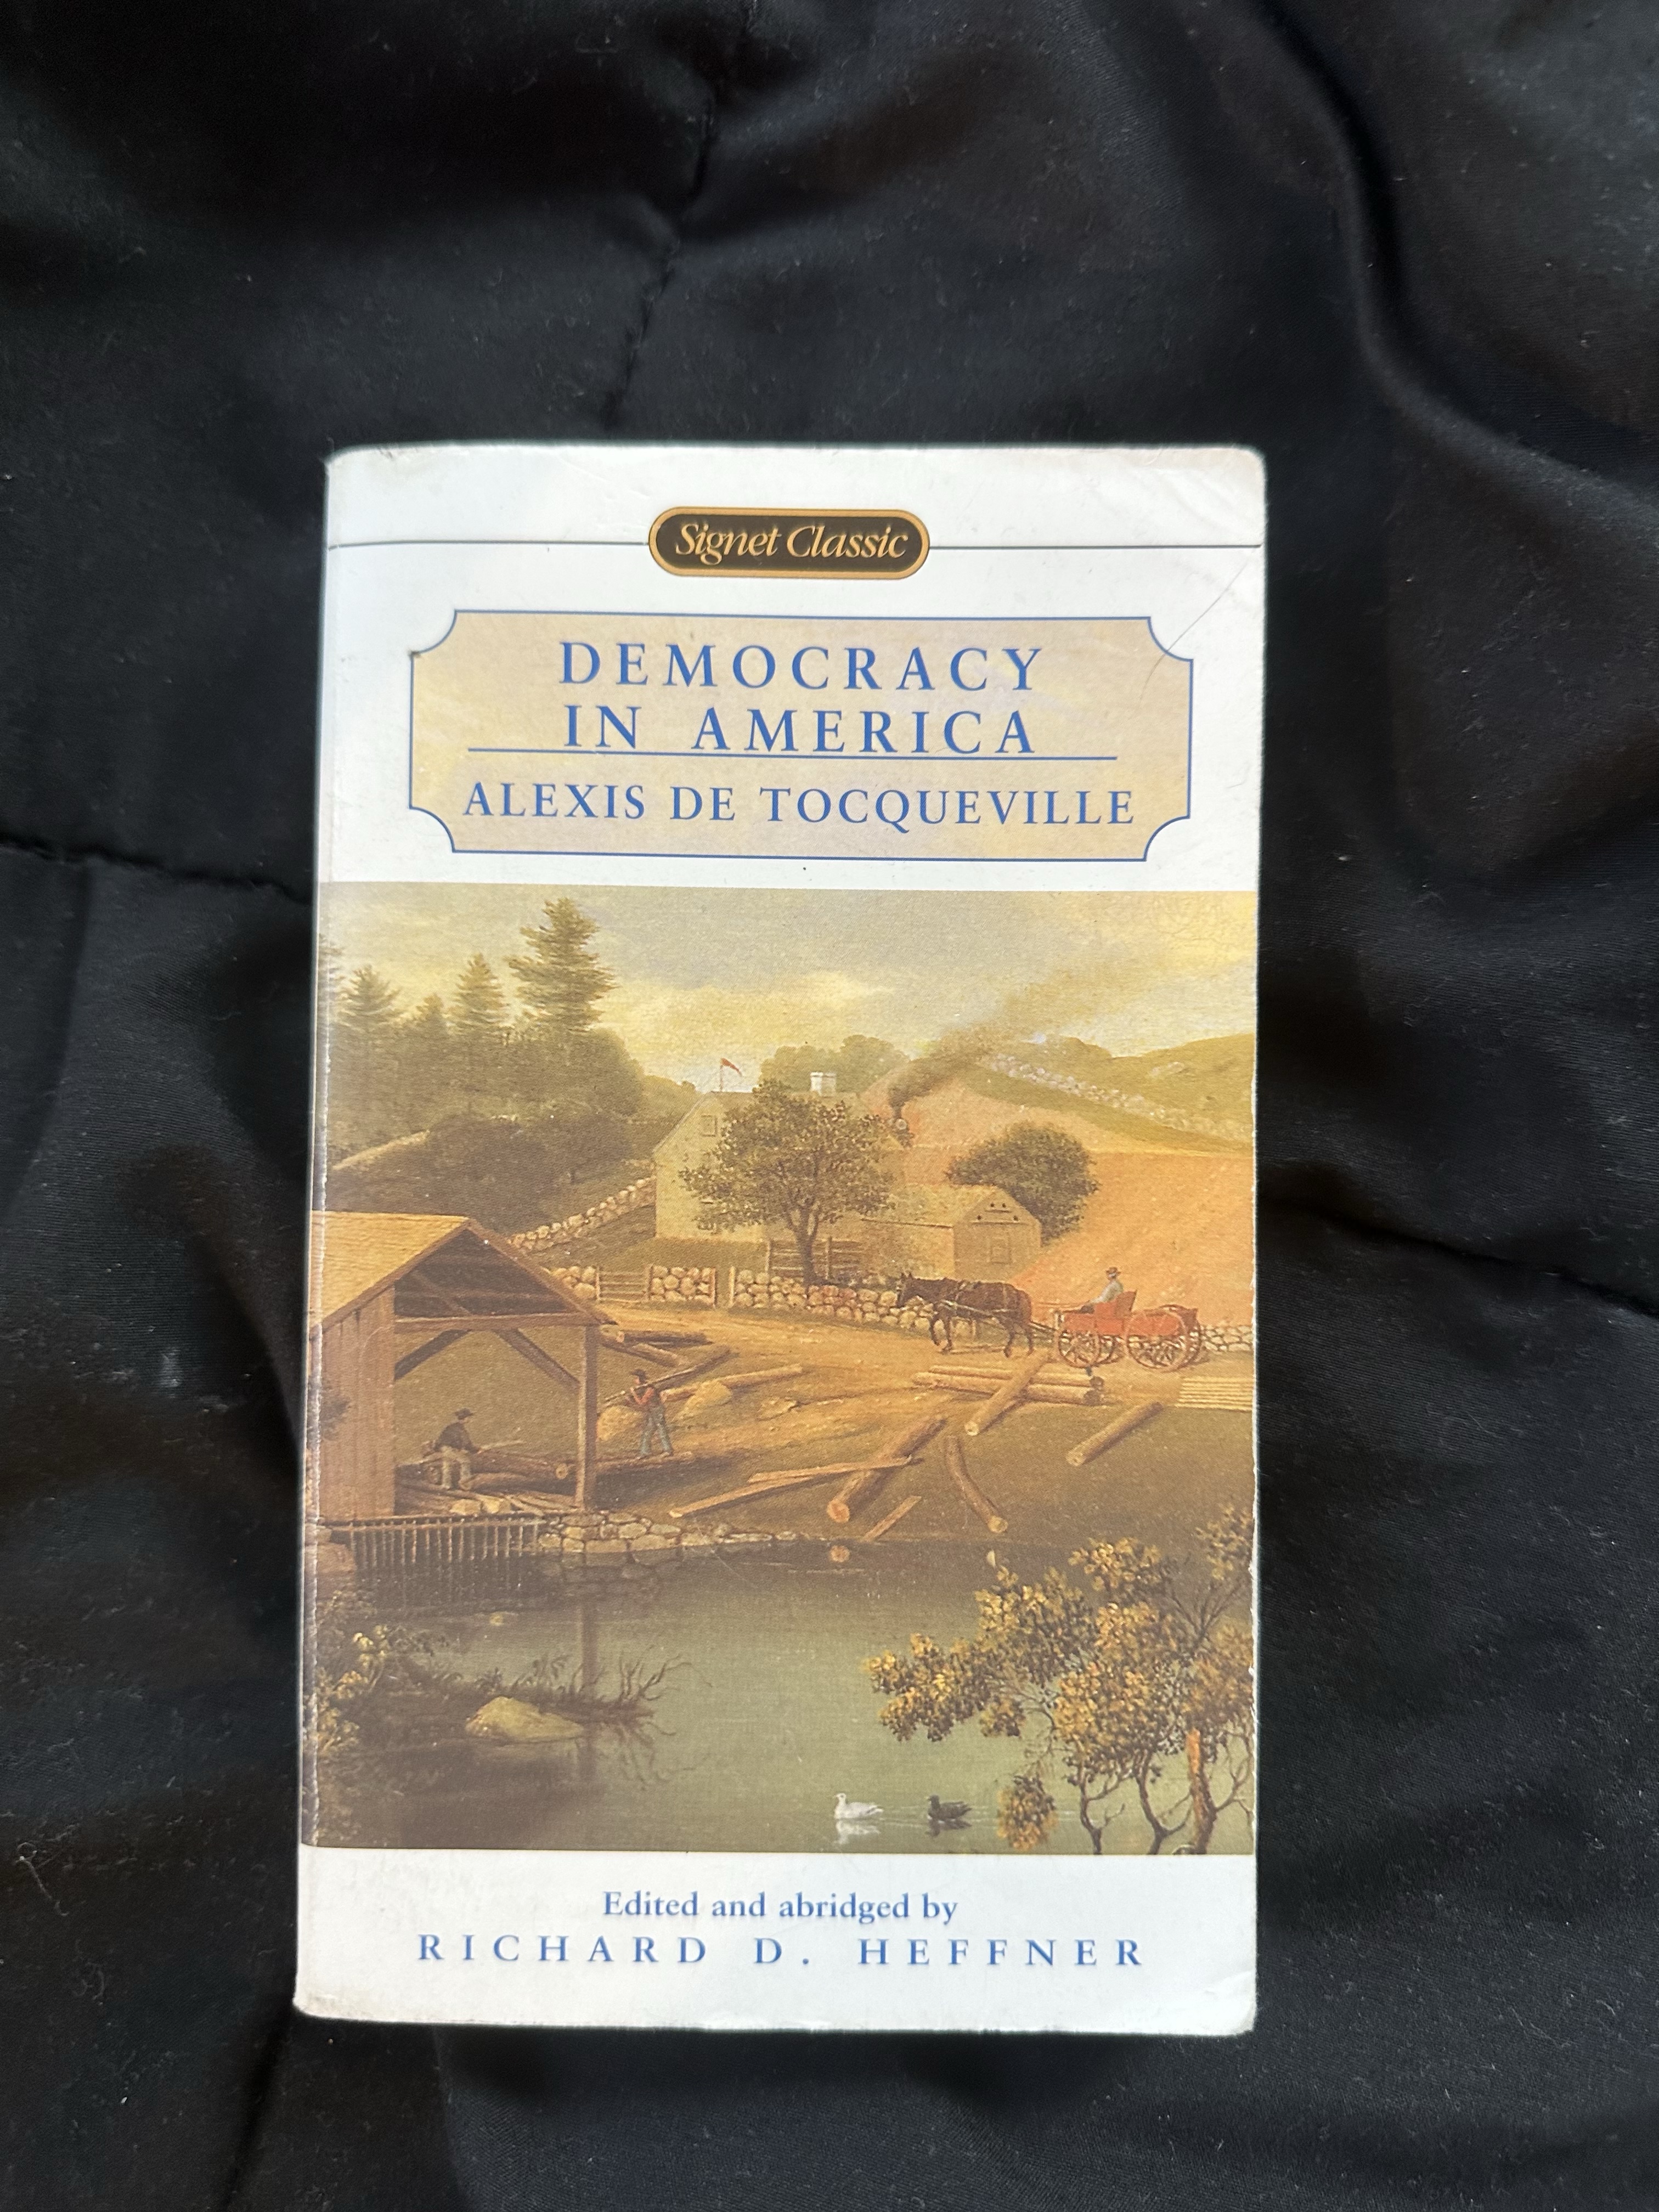 Signet Classic
DEMOCRACY
IN AMERICA
ALEXIS DE TOCQUEVILLE
Edited and abridged by
RICHARD D. HEFFNER